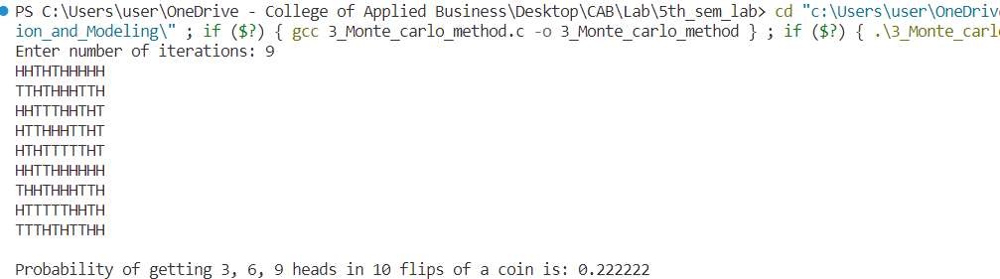 PS C:\Users\user\OneDrive - College of Applied Business\Desktop\CAB\Lab\5th_sem_lab> cd "c:\Users\user\OneDrive
ion_and_Modeling\" ; if ($?) { gcc 3_Monte_carlo_method.c -o 3_Monte_carlo_method } ; if ($?) { .\3_Monte_carl
Enter number of iterations: 9
HHTHTHHHHH
TTHTHHHTTH
HHTTTHHTHT
HTTHHHTTHT
HTHTTTTTHT
HHTTHHHHHH
THHTHHHTTH
HTTTTTHHTH
TTTHTHTTHH
Probability of getting 3, 6, 9 heads in 10 flips of a coin is: 0.222222